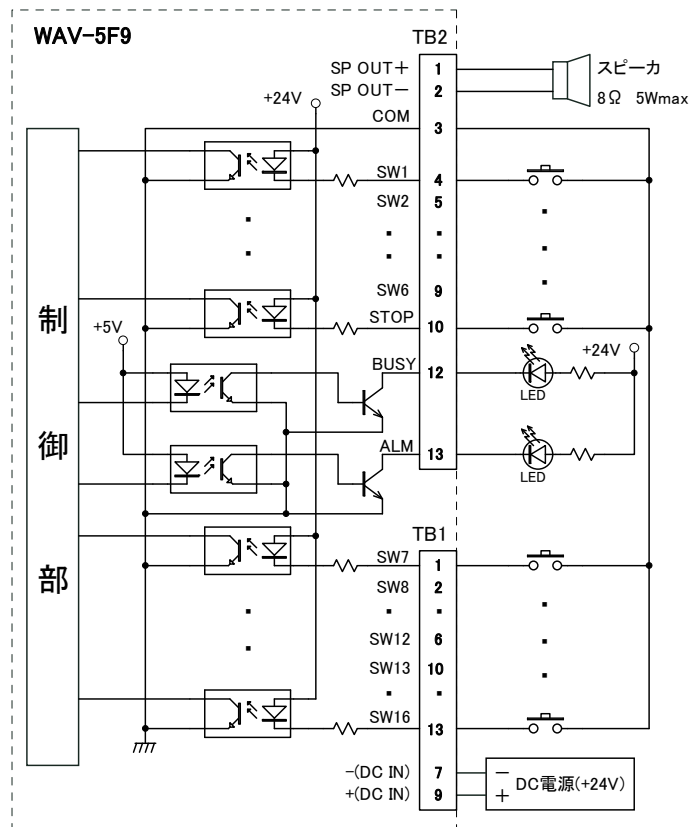 WAV-5F9
TB2
SP OUT＋ 1 スピーカ
SP OUT－ 2 8Ω 5Wmax
+24V
COM 3
SW1 4
SW2 5
SW6 9
STOP 10
制
+5V
+24V
BUSY 12
LED
御
ALM 13
LED
TB1
SW7 1
SW8 2
部
SW12 6
SW13 10
SW16 13
-(DC IN) 7 － DC電源(+24V)
+(DC IN) 9 ＋